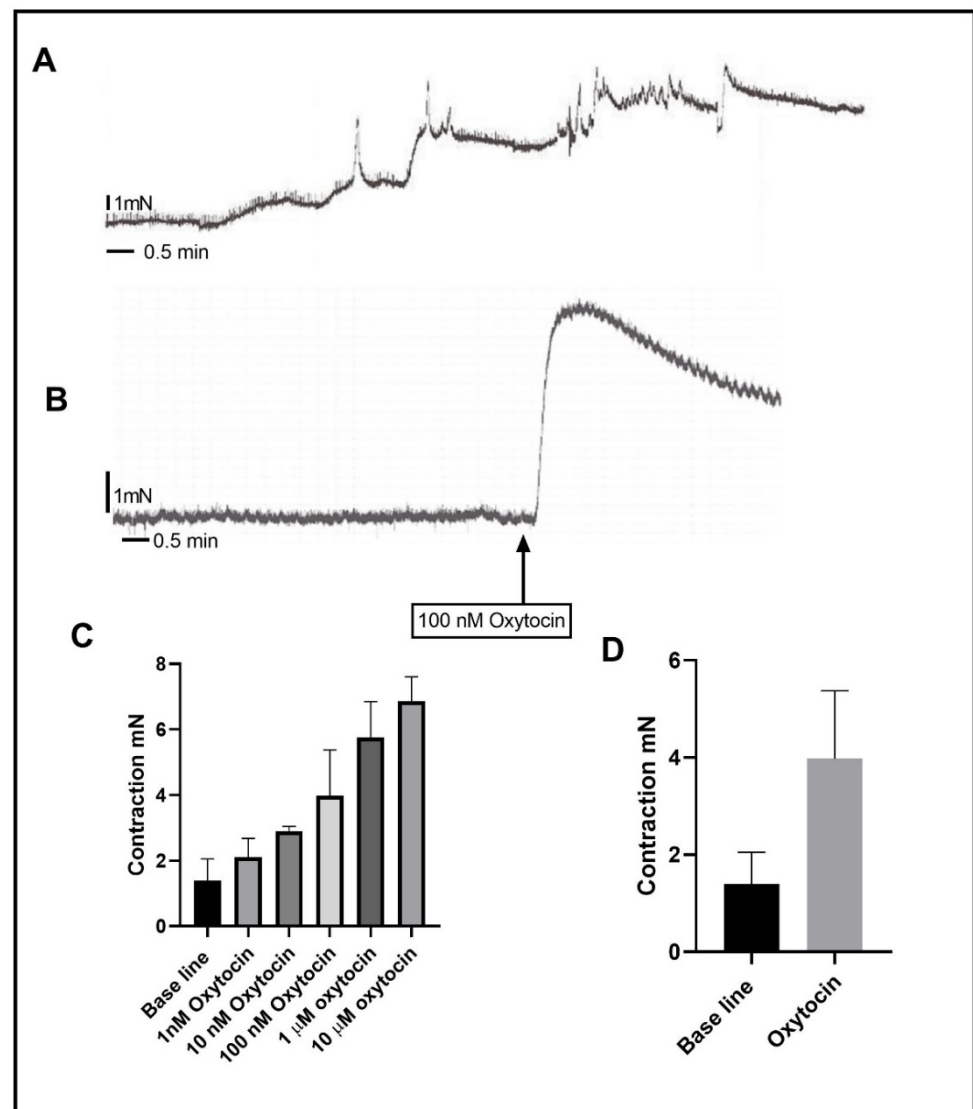 A
1mN
0.5 min
B
1mN
0.5 min
100 nM Oxytocin
C
Contraction mN
8
6
4
2
0
Base line
1nM Oxytocin
10 nM Oxytocin
100 nM Oxytocin
1 μM oxytocin
10 μM oxytocin
D
Contraction mN
6
4
2
0
Base line
Oxytocin